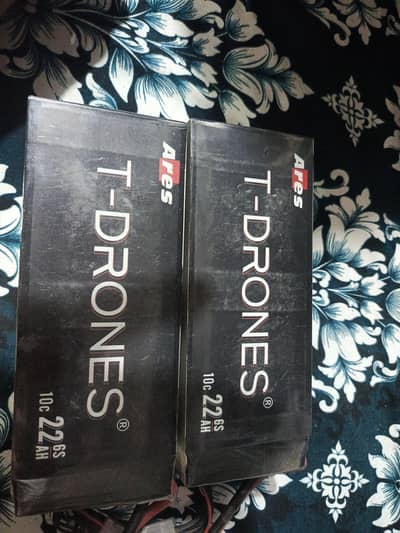 Ares
T-DRONES®
10C 22AH 6S
Ares
T-DRONES®
10C 22AH 6S